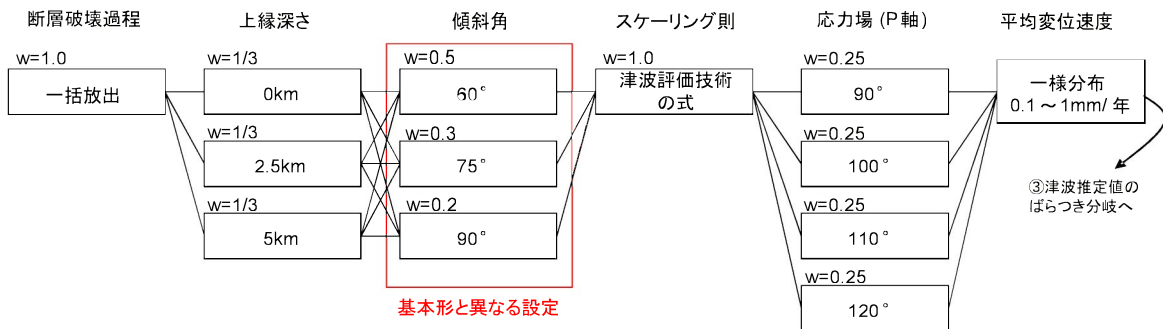 断層破壊過程
上縁深さ
傾斜角
スケーリング則
応力場 (P軸)
平均変位速度
w=1.0
一括放出
w=1/3
0km
w=1/3
2.5km
w=1/3
5km
w=0.5
60°
w=0.3
75°
w=0.2
90°
基本形と異なる設定
w=1.0
津波評価技術
の式
w=0.25
90°
w=0.25
100°
w=0.25
110°
w=0.25
120°
一様分布
0.1～1mm/年
③津波推定値の
ばらつき分岐へ